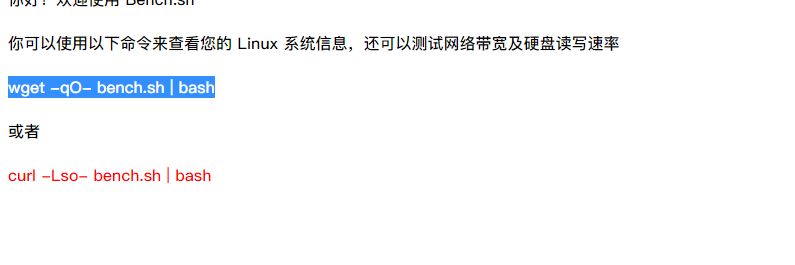 你好！欢迎使用 Bench.sh
你可以使用以下命令来查看您的 Linux 系统信息，还可以测试网络带宽及硬盘读写速率
wget -qO- bench.sh | bash
或者
curl -Lso- bench.sh | bash